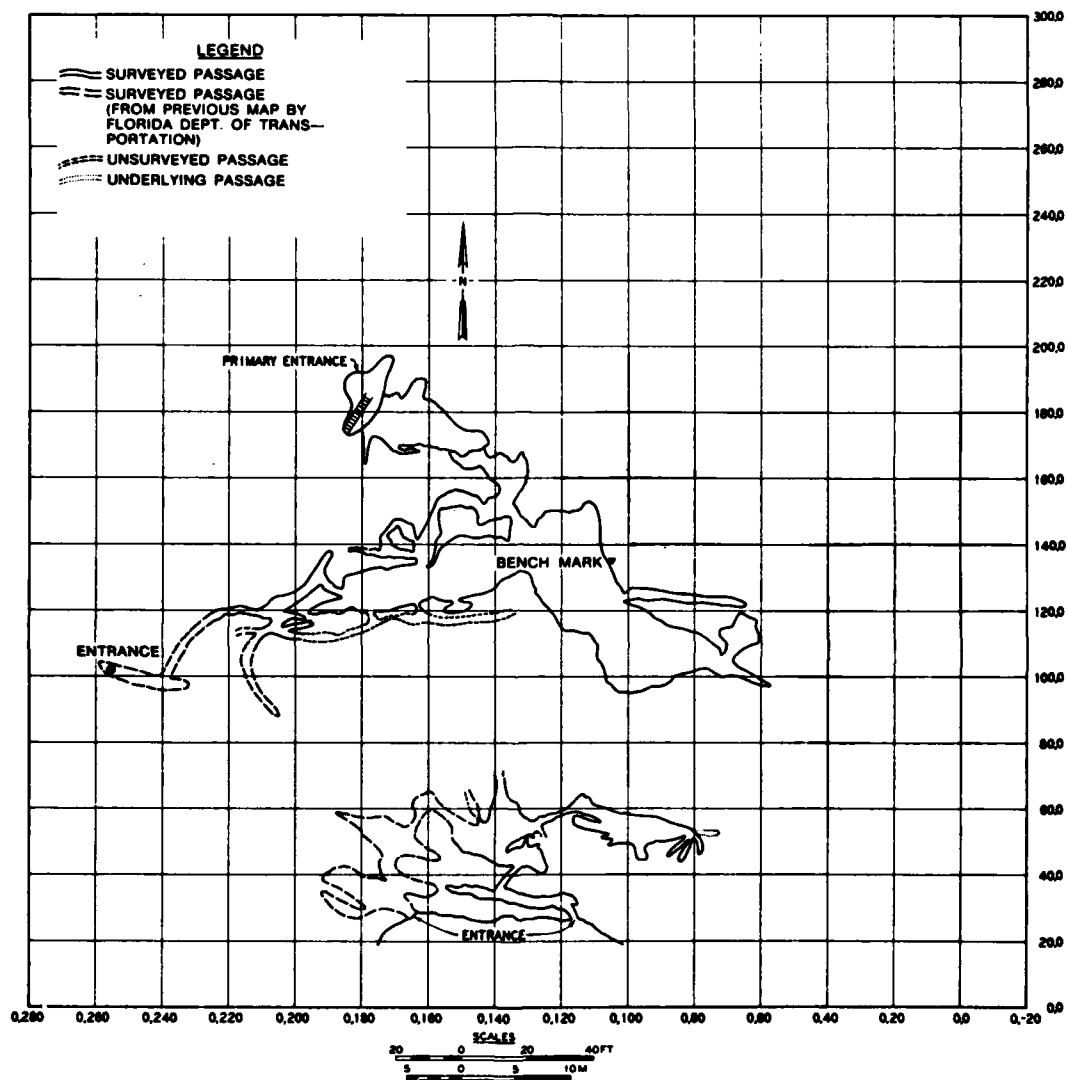 LEGEND
SURVEYED PASSAGE
SURVEYED PASSAGE
(FROM PREVIOUS MAP BY
FLORIDA DEPT. OF TRANS—
PORTATION)
UNSURVEYED PASSAGE
UNDERLYING PASSAGE
300,0
280,0
260,0
240,0
N
220,0
200,0
PRIMARY ENTRANCE
180,0
160,0
140,0
BENCH MARK
120,0
ENTRANCE
100,0
80,0
60,0
40,0
ENTRANCE
20,0
0,0
0,280 0,260 0,240 0,220 0,200 0,180 0,160 0,140 0,120 0,100 0,80 0,60 0,40 0,20 0,0 0,-20
SCALES
20 0 20 40FT
5 0 5 10M